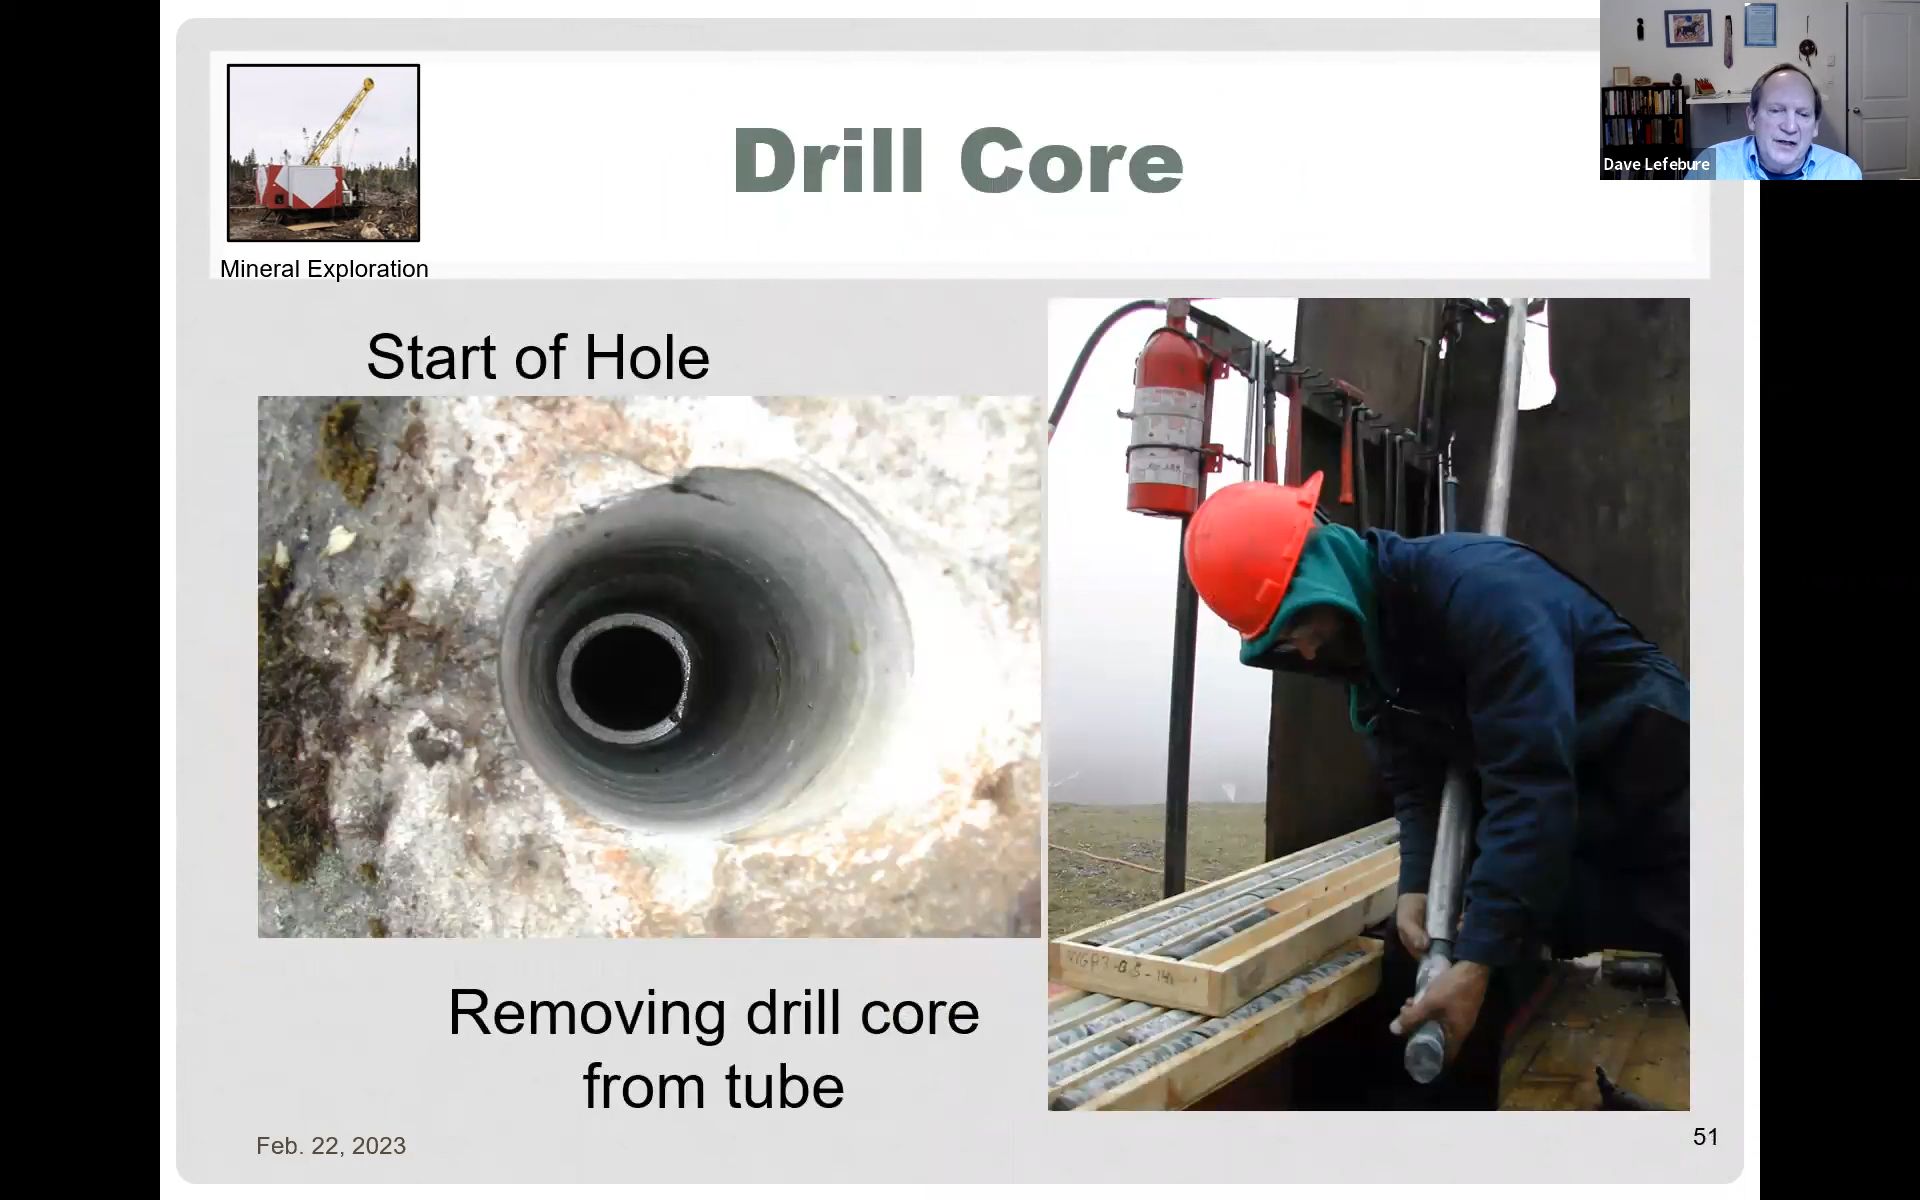 Drill Core
Dave Lefebure
Mineral Exploration
Start of Hole
Removing drill core
from tube
Feb. 22, 2023
51